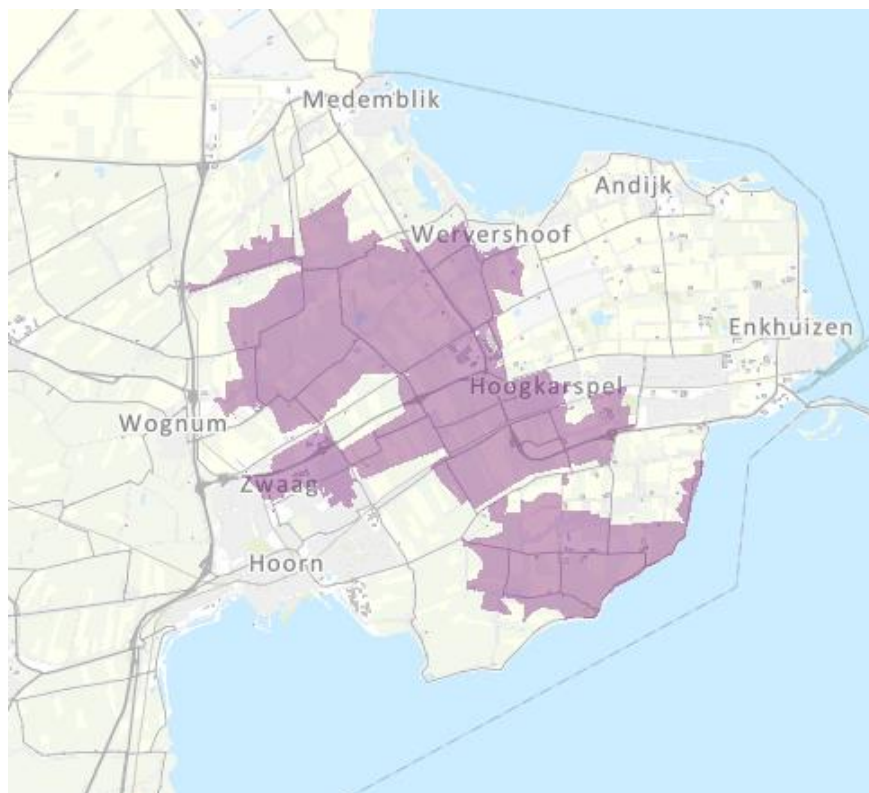 Medemblik
Andijk
Wervershoof
Enkhuizen
Hoogkarspel
Wognum
Zwaag
Hoorn